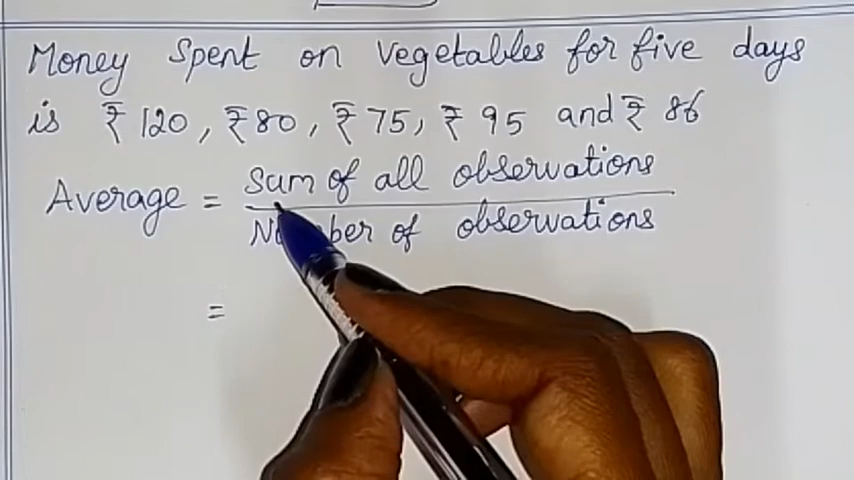 Money Spent on vegetables for five days
is ₹ 120, ₹ 80, ₹ 75, ₹ 95 and ₹ 86
Average = Sum of all observations
of observations
=